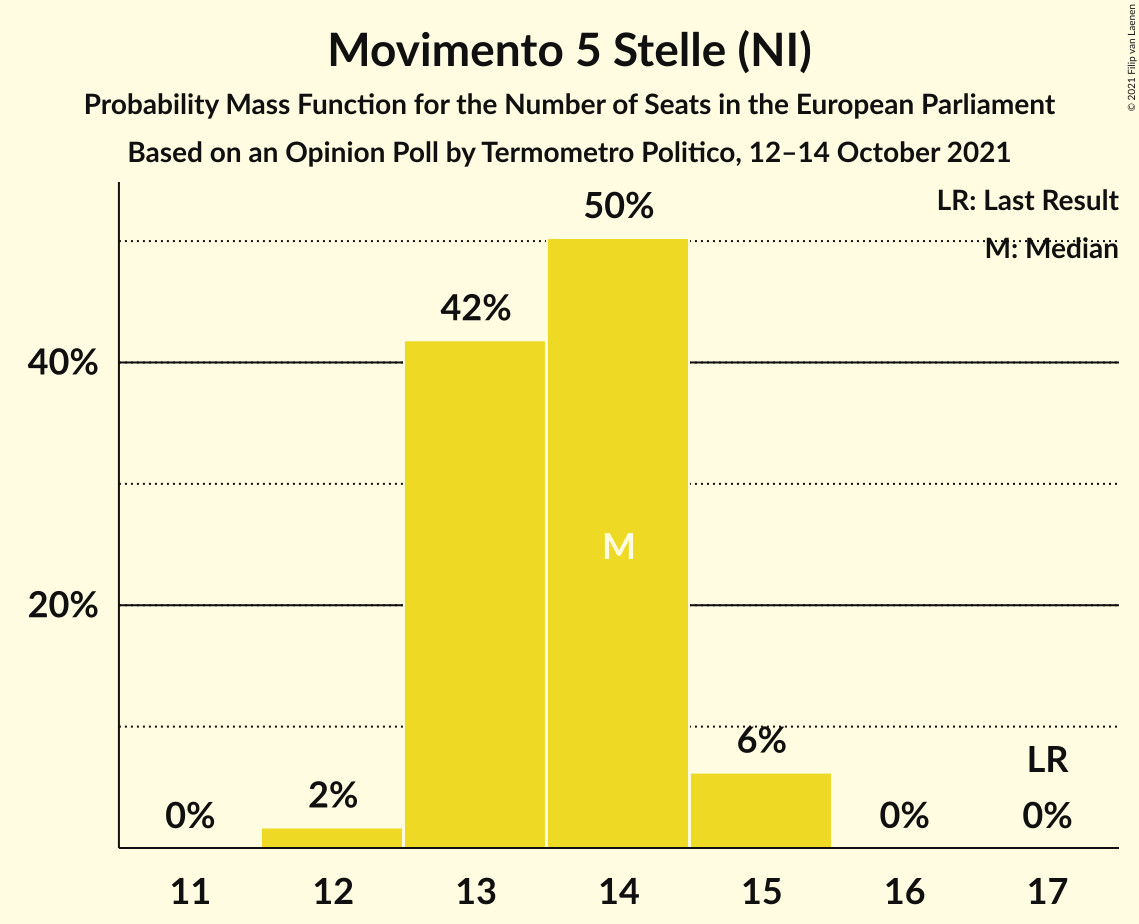 Movimento 5 Stelle (NI)
Probability Mass Function for the Number of Seats in the European Parliament
Based on an Opinion Poll by Termometro Politico, 12–14 October 2021
© 2021 Filip van Laenen
LR: Last Result
M: Median
50%
42%
40%
M
20%
6%
LR
2%
0%
0%
0%
11
12
13
14
15
16
17